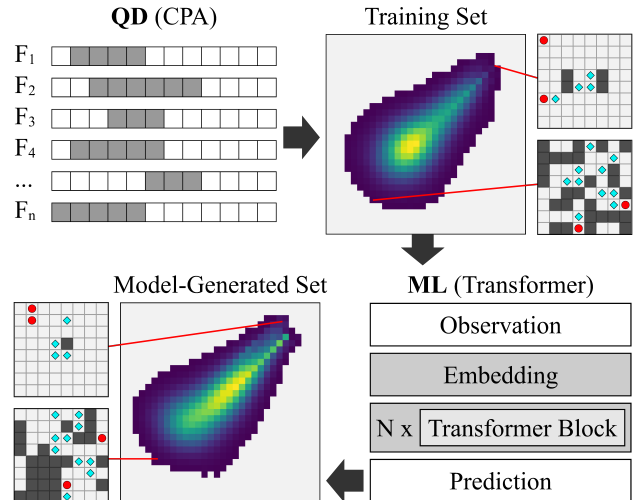 QD (CPA)
F1
F2
F3
F4
...
Fn
Training Set
Model-Generated Set
ML (Transformer)
Observation
Embedding
N x Transformer Block
Prediction